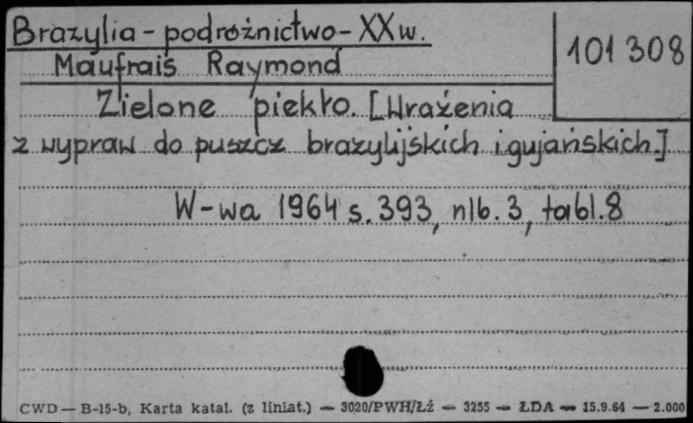 Brazylia - podróżnictwo - XX w.
101 308
Maufrais Raymond
Zielone piekło. [Wrażenia
z wypraw do puszcz brazylijskich i gujańskich.]
W-wa 1964 s. 393, nlb. 3, tabl. 8
CWD — B-15-b, Karta katal. (z liniat.) — 3020/PWH/Łź — 3255 — ŁDA — 15.9.64 — 2.000